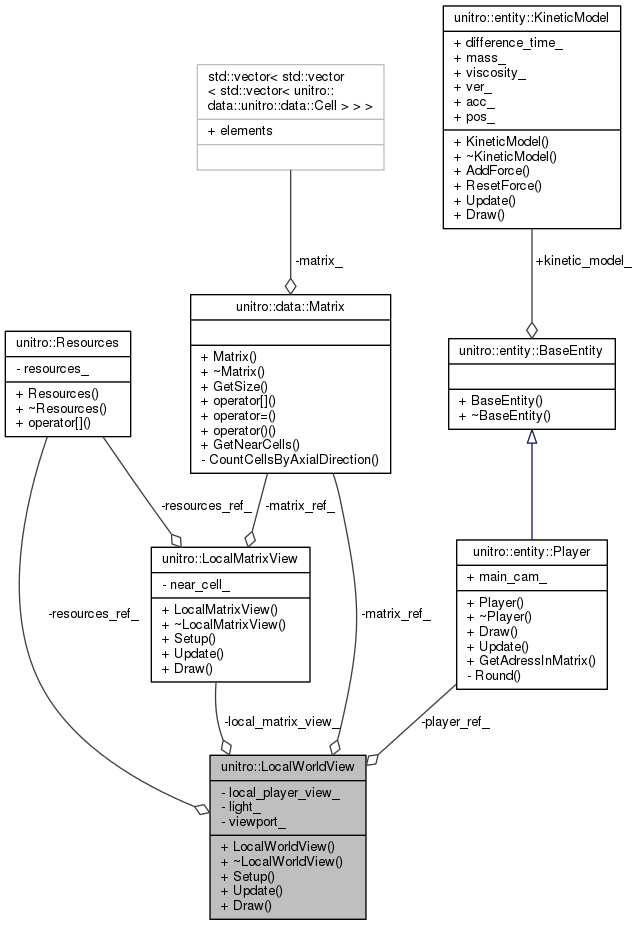 unitro::entity::KineticModel
+ difference_time_
+ mass_
+ viscosity_
+ ver_
+ acc_
+ pos_
+ KineticModel()
+ ~KineticModel()
+ AddForce()
+ ResetForce()
+ Update()
+ Draw()
std::vector< std::vector
< std::vector< unitro::
data::unitro::data::Cell > > >
+ elements
-matrix_
+kinetic_model_
unitro::data::Matrix
+ Matrix()
+ ~Matrix()
+ GetSize()
+ operator[]()
+ operator=()
+ operator()()
+ GetNearCells()
- CountCellsByAxialDirection()
unitro::Resources
- resources_
+ Resources()
+ ~Resources()
+ operator[]()
unitro::entity::BaseEntity
+ BaseEntity()
+ ~BaseEntity()
-resources_ref_
-matrix_ref_
unitro::LocalMatrixView
- near_cell_
+ LocalMatrixView()
+ ~LocalMatrixView()
+ Setup()
+ Update()
+ Draw()
unitro::entity::Player
+ main_cam_
+ Player()
+ ~Player()
+ Draw()
+ Update()
+ GetAdressInMatrix()
- Round()
-resources_ref_
-matrix_ref_
-local_matrix_view_
-player_ref_
unitro::LocalWorldView
- local_player_view_
- light_
- viewport_
+ LocalWorldView()
+ ~LocalWorldView()
+ Setup()
+ Update()
+ Draw()